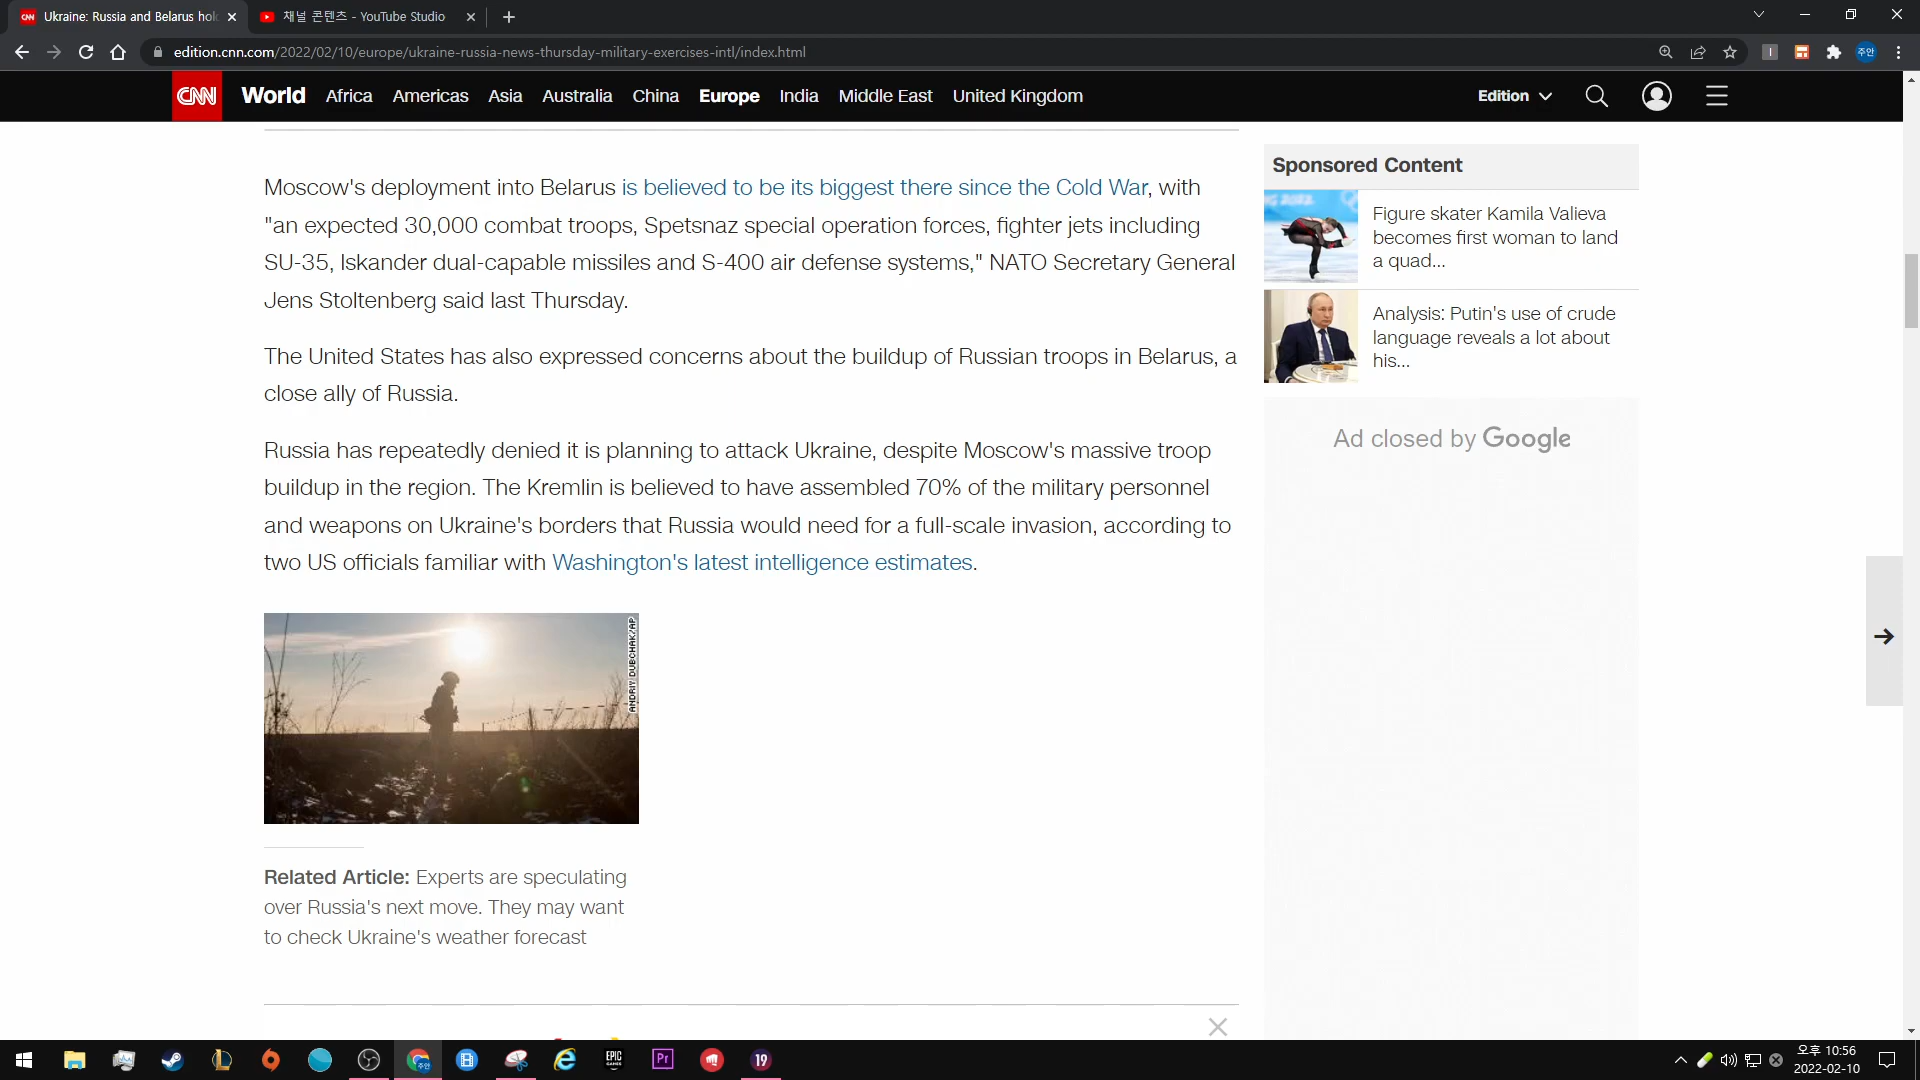 Ukraine: Russia and Belarus hol
채널 콘텐츠 - YouTube Studio
edition.cnn.com/2022/02/10/europe/ukraine-russia-news-thursday-military-exercises-intl/index.html
주안
CNN World Africa Americas Asia Australia China Europe India Middle East United Kingdom
Edition
Moscow's deployment into Belarus is believed to be its biggest there since the Cold War, with
"an expected 30,000 combat troops, Spetsnaz special operation forces, fighter jets including
SU-35, Iskander dual-capable missiles and S-400 air defense systems," NATO Secretary General
Jens Stoltenberg said last Thursday.
The United States has also expressed concerns about the buildup of Russian troops in Belarus, a
close ally of Russia.
Russia has repeatedly denied it is planning to attack Ukraine, despite Moscow's massive troop
buildup in the region. The Kremlin is believed to have assembled 70% of the military personnel
and weapons on Ukraine's borders that Russia would need for a full-scale invasion, according to
two US officials familiar with Washington's latest intelligence estimates.
ANDRIY DUBCHAK/AP
Related Article: Experts are speculating
over Russia's next move. They may want
to check Ukraine's weather forecast
Sponsored Content
Figure skater Kamila Valieva
becomes first woman to land
a quad...
Analysis: Putin's use of crude
language reveals a lot about
his...
Ad closed by Google
EPIC
GAMES
Pr
19
오후 10:56
2022-02-10